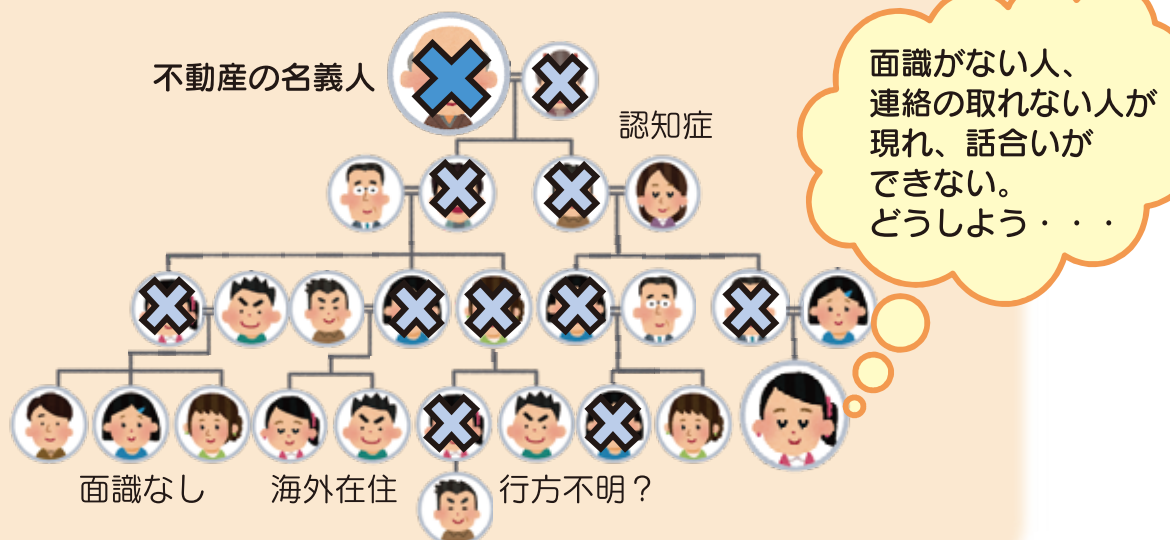 不動産の名義人
認知症
面識がない人、
連絡の取れない人が
現れ、話合いが
できない。
どうしよう・・・
面識なし
海外在住
行方不明？